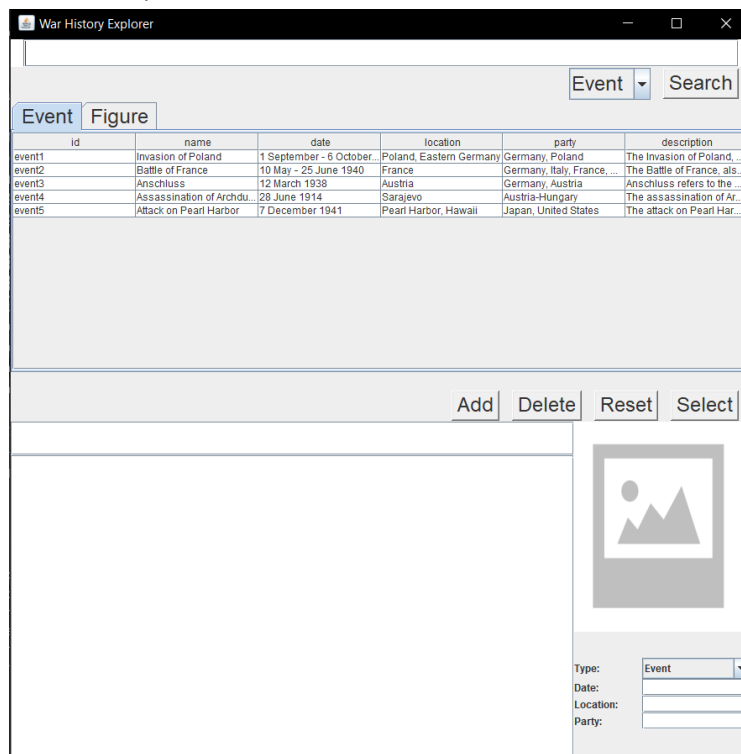 War History Explorer
Event Search
Event Figure
id name date location party description
event1 Invasion of Poland 1 September - 6 October... Poland, Eastern Germany Germany, Poland The Invasion of Poland, ..
event2 Battle of France 10 May - 25 June 1940 France Germany, Italy, France, ... The Battle of France, als..
event3 Anschluss 12 March 1938 Austria Germany, Austria Anschluss refers to the ...
event4 Assassination of Archdu... 28 June 1914 Sarajevo Austria-Hungary The assassination of Ar..
event5 Attack on Pearl Harbor 7 December 1941 Pearl Harbor, Hawaii Japan, United States The attack on Pearl Har...
Add Delete Reset Select
Type: Event
Date:
Location:
Party: